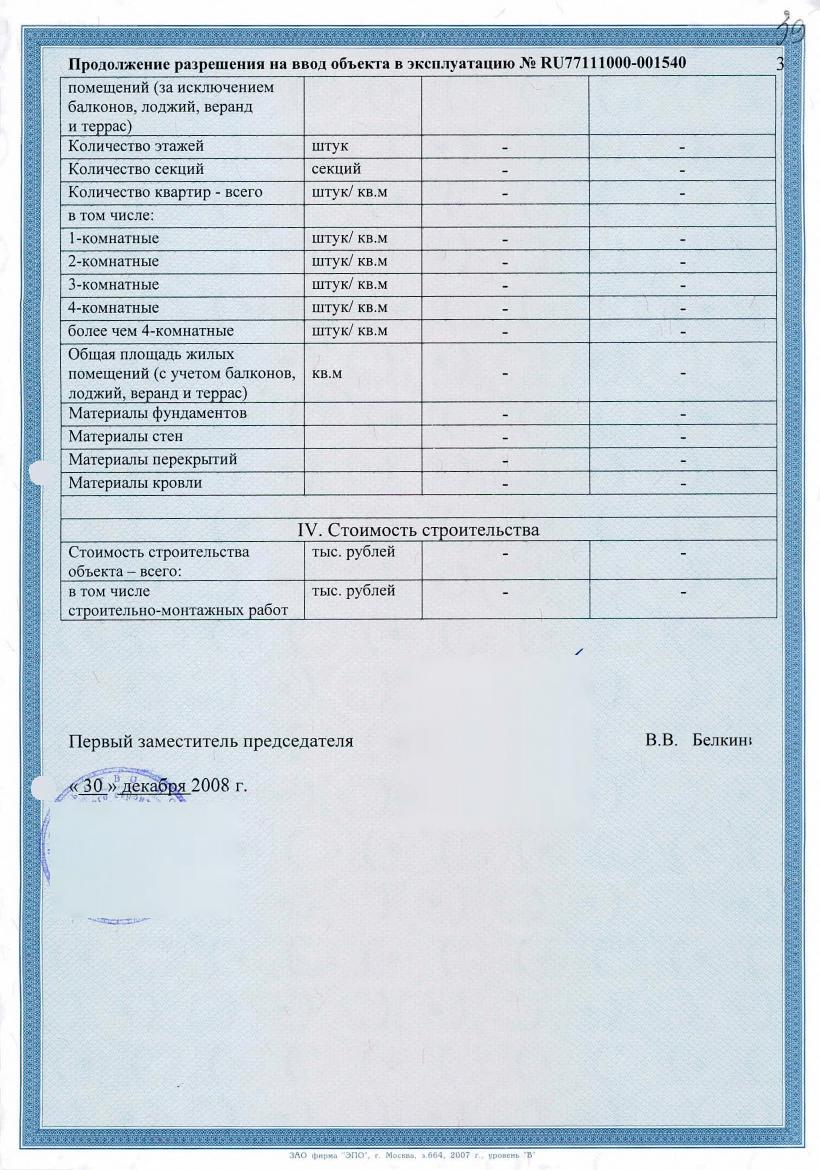 39
Продолжение разрешения на ввод объекта в эксплуатацию № RU77111000-001540 3
помещений (за исключением
балконов, лоджий, веранд
и террас)
Количество этажей штук - -
Количество секций секций - -
Количество квартир - всего штук/ кв.м - -
в том числе:
1-комнатные штук/ кв.м - -
2-комнатные штук/ кв.м - -
3-комнатные штук/ кв.м - -
4-комнатные штук/ кв.м - -
более чем 4-комнатные штук/ кв.м - -
Общая площадь жилых
помещений (с учетом балконов, кв.м - -
лоджий, веранд и террас)
Материалы фундаментов - -
Материалы стен - -
Материалы перекрытий - -
Материалы кровли - -
IV. Стоимость строительства
Стоимость строительства тыс. рублей - -
объекта – всего:
в том числе тыс. рублей - -
строительно-монтажных работ
Первый заместитель председателя В.В. Белкин
« 30 » декабря 2008 г.
ЗАО фирма "ЭПО", г. Москва, з.664, 2007 г., уровень "В"